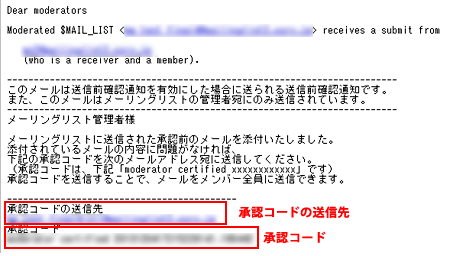 Dear moderators
Moderated $MAIL_LIST < > receives a submit from
(who is a receiver and a member).
このメールは送信前確認通知を有効にした場合に送られる送信前確認通知です。
また、このメールはメーリングリストの管理者宛にのみ送信されています。
メーリングリスト管理者様
メーリングリストに送信された承認前のメールを添付いたしました。
添付されているメールの内容に問題がなければ、
下記の承認コードを次のメールアドレス宛に送信してください。
(承認コードは、下記「moderator certified xxxxxxxxxxxx」です)
承認コードを送信することで、メールをメンバー全員に送信できます。
承認コードの送信先
承認コードの送信先
承認コード
承認コード